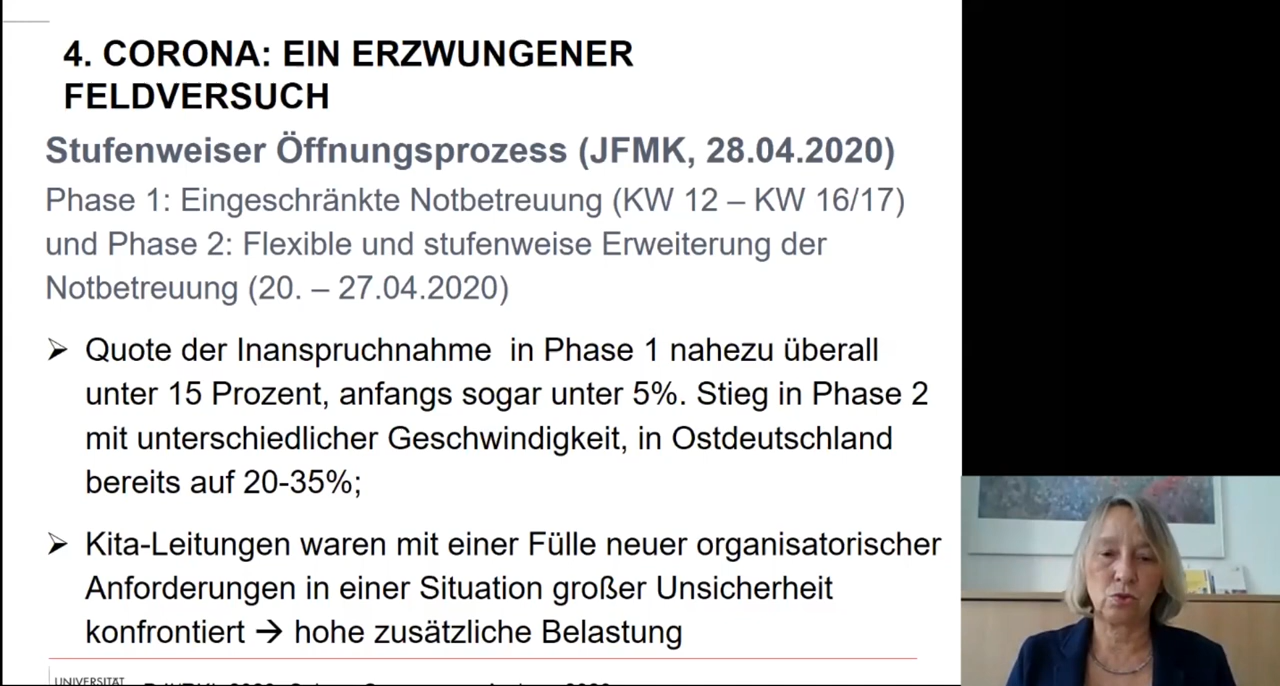 4. CORONA: EIN ERZWUNGENER
FELDVERSUCH
Stufenweiser Öffnungsprozess (JFMK, 28.04.2020)
Phase 1: Eingeschränkte Notbetreuung (KW 12 – KW 16/17)
und Phase 2: Flexible und stufenweise Erweiterung der
Notbetreuung (20. – 27.04.2020)
➢ Quote der Inanspruchnahme in Phase 1 nahezu überall
unter 15 Prozent, anfangs sogar unter 5%. Stieg in Phase 2
mit unterschiedlicher Geschwindigkeit, in Ostdeutschland
bereits auf 20-35%;
➢ Kita-Leitungen waren mit einer Fülle neuer organisatorischer
Anforderungen in einer Situation großer Unsicherheit
konfrontiert → hohe zusätzliche Belastung
UNIVERSITÄT